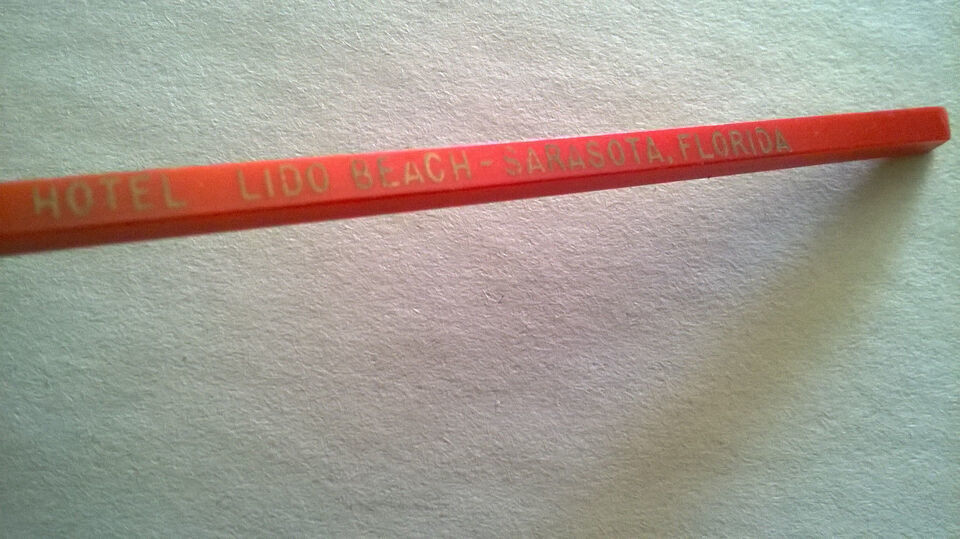 HOTEL LIDO BEACH - SARASOTA, FLORIDA